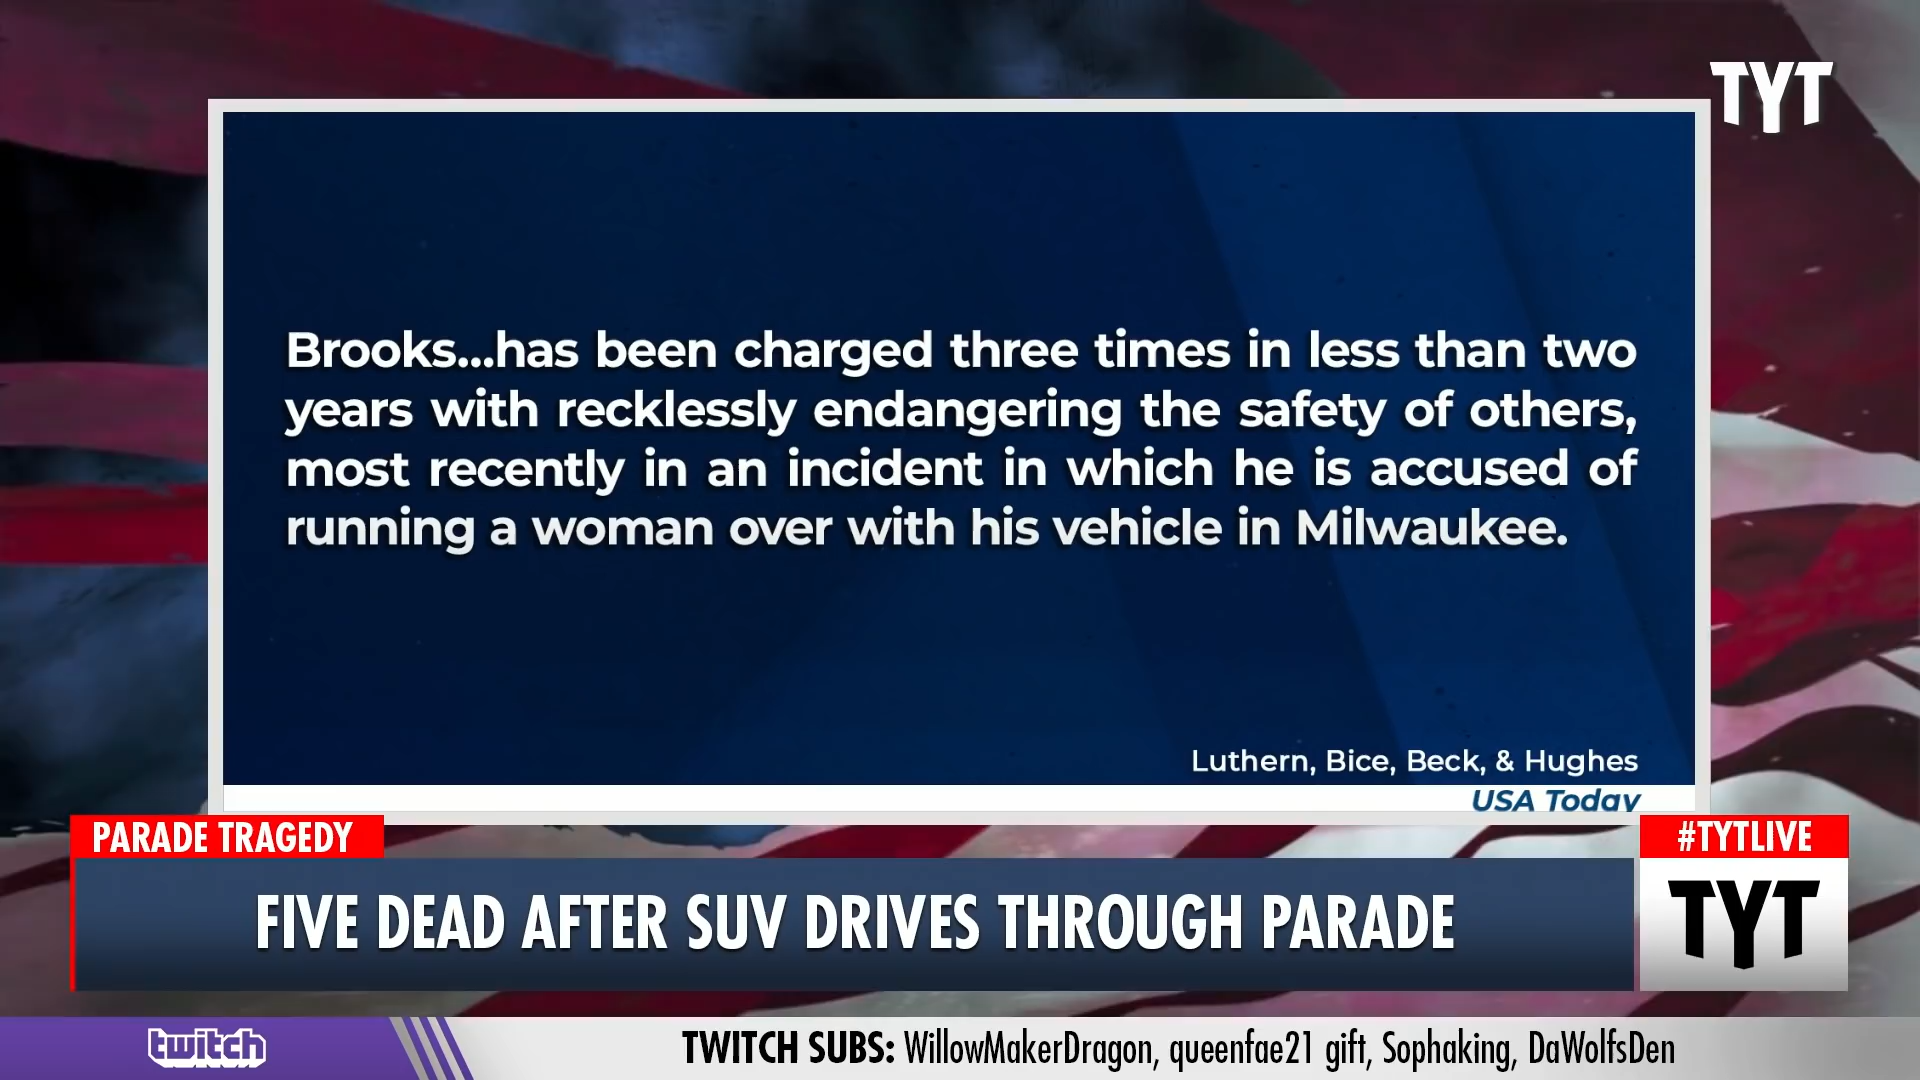 TYT
Brooks...has been charged three times in less than two
years with recklessly endangering the safety of others,
most recently in an incident in which he is accused of
running a woman over with his vehicle in Milwaukee.
Luthern, Bice, Beck, & Hughes
USA Today
PARADE TRAGEDY
#TYTLIVE
FIVE DEAD AFTER SUV DRIVES THROUGH PARADE
TYT
twitch
TWITCH SUBS: WillowMakerDragon, queenfae21 gift, Sophaking, DaWolfsDen